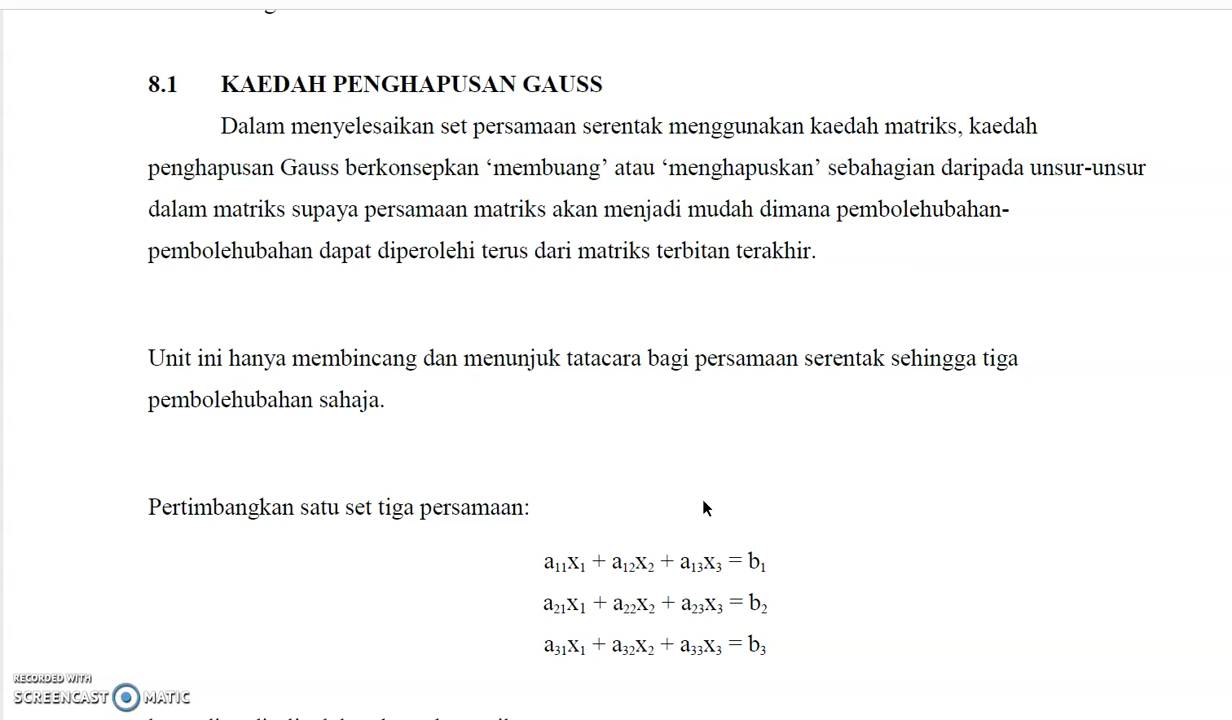 8.1 KAEDAH PENGHAPUSAN GAUSS
Dalam menyelesaikan set persamaan serentak menggunakan kaedah matriks, kaedah
penghapusan Gauss berkonsepkan ‘membuang’ atau ‘menghapuskan’ sebahagian daripada unsur-unsur
dalam matriks supaya persamaan matriks akan menjadi mudah dimana pembolehubahan-
pembolehubahan dapat diperolehi terus dari matriks terbitan terakhir.
Unit ini hanya membincang dan menunjuk tatacara bagi persamaan serentak sehingga tiga
pembolehubahan sahaja.
Pertimbangkan satu set tiga persamaan:
a₁₁x₁ + a₁₂x₂ + a₁₃x₃ = b₁
a₂₁x₁ + a₂₂x₂ + a₂₃x₃ = b₂
a₃₁x₁ + a₃₂x₂ + a₃₃x₃ = b₃
RECORDED WITH
SCREENCAST MATIC